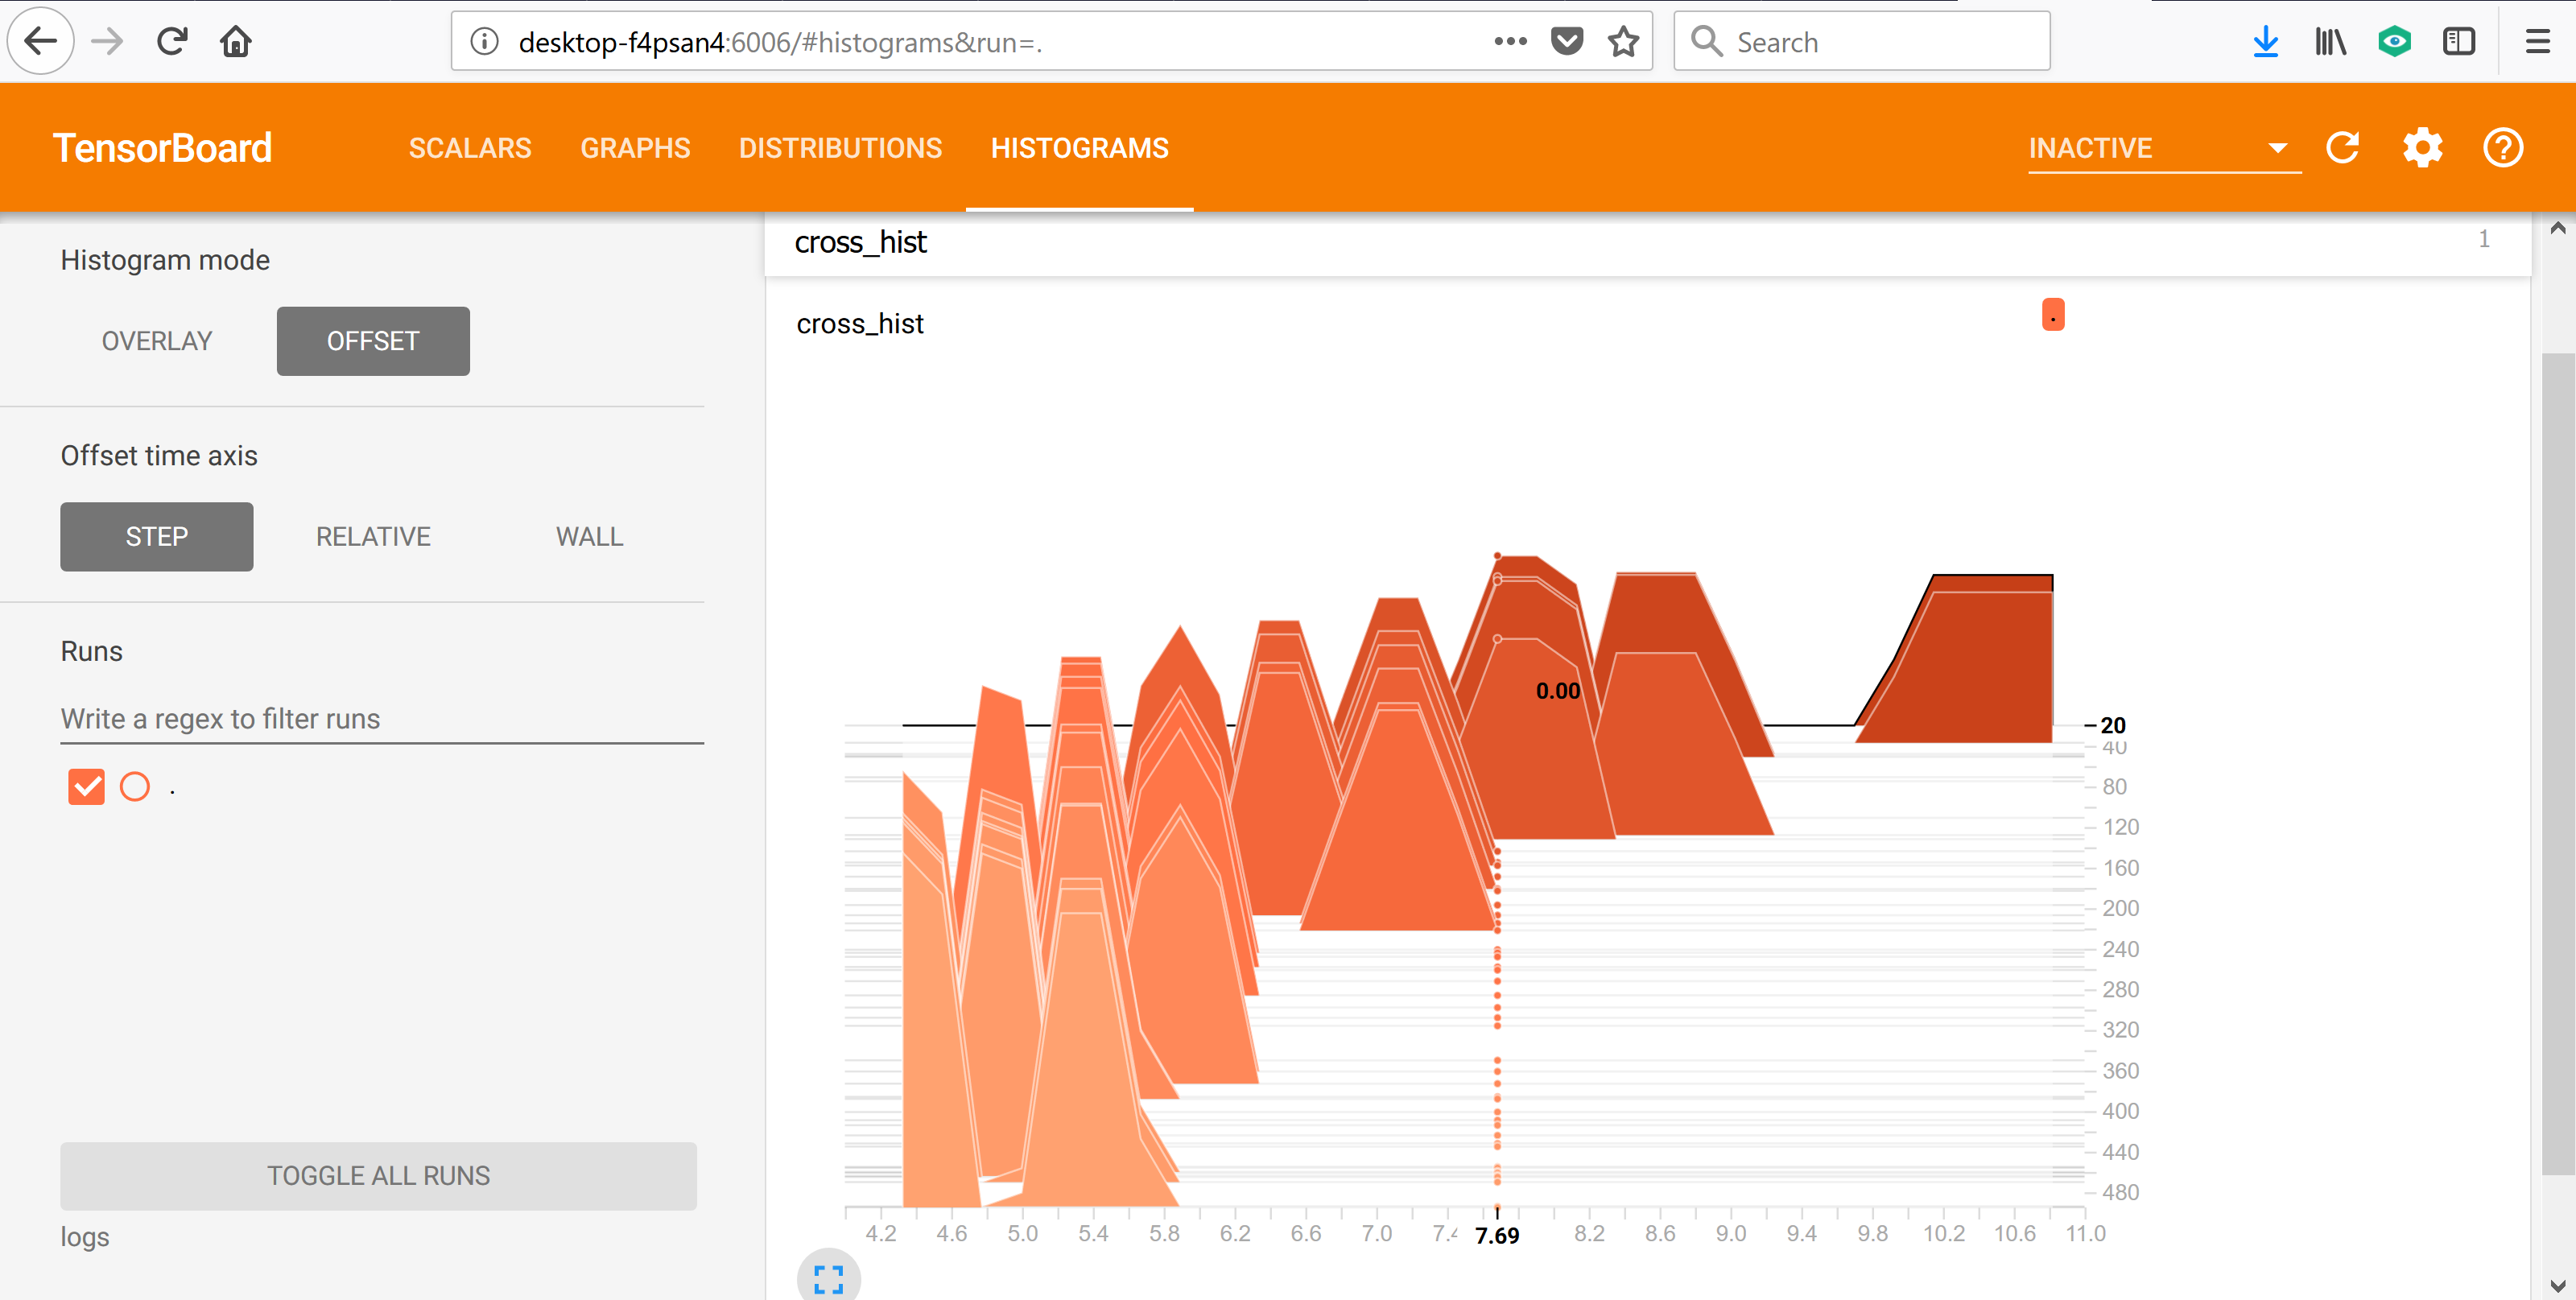 desktop-f4psan4:6006/#histograms&run=.
Search
TensorBoard
SCALARS GRAPHS DISTRIBUTIONS HISTOGRAMS
INACTIVE
Histogram mode
OVERLAY OFFSET
Offset time axis
STEP RELATIVE WALL
Runs
Write a regex to filter runs
.
TOGGLE ALL RUNS
logs
cross_hist 1
cross_hist
.
0.00
20
40
80
120
160
200
240
280
320
360
400
440
480
4.2 4.6 5.0 5.4 5.8 6.2 6.6 7.0 7.4 7.69 8.2 8.6 9.0 9.4 9.8 10.2 10.6 11.0